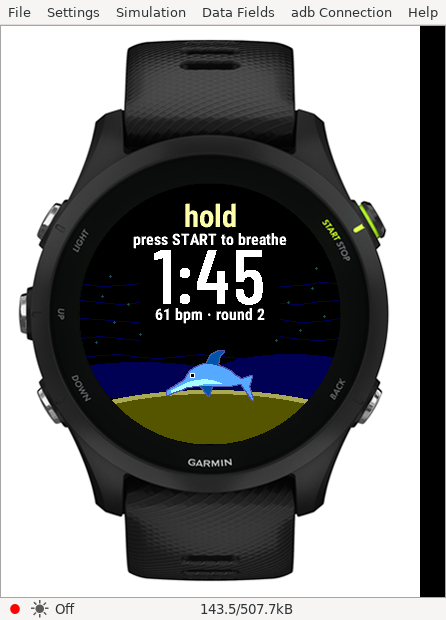 File Settings Simulation Data Fields adb Connection Help
hold
START STOP
press START to breathe
LIGHT
1:45
61 bpm · round 2
UP
DOWN
BACK
GARMIN
Off 143.5/507.7kB